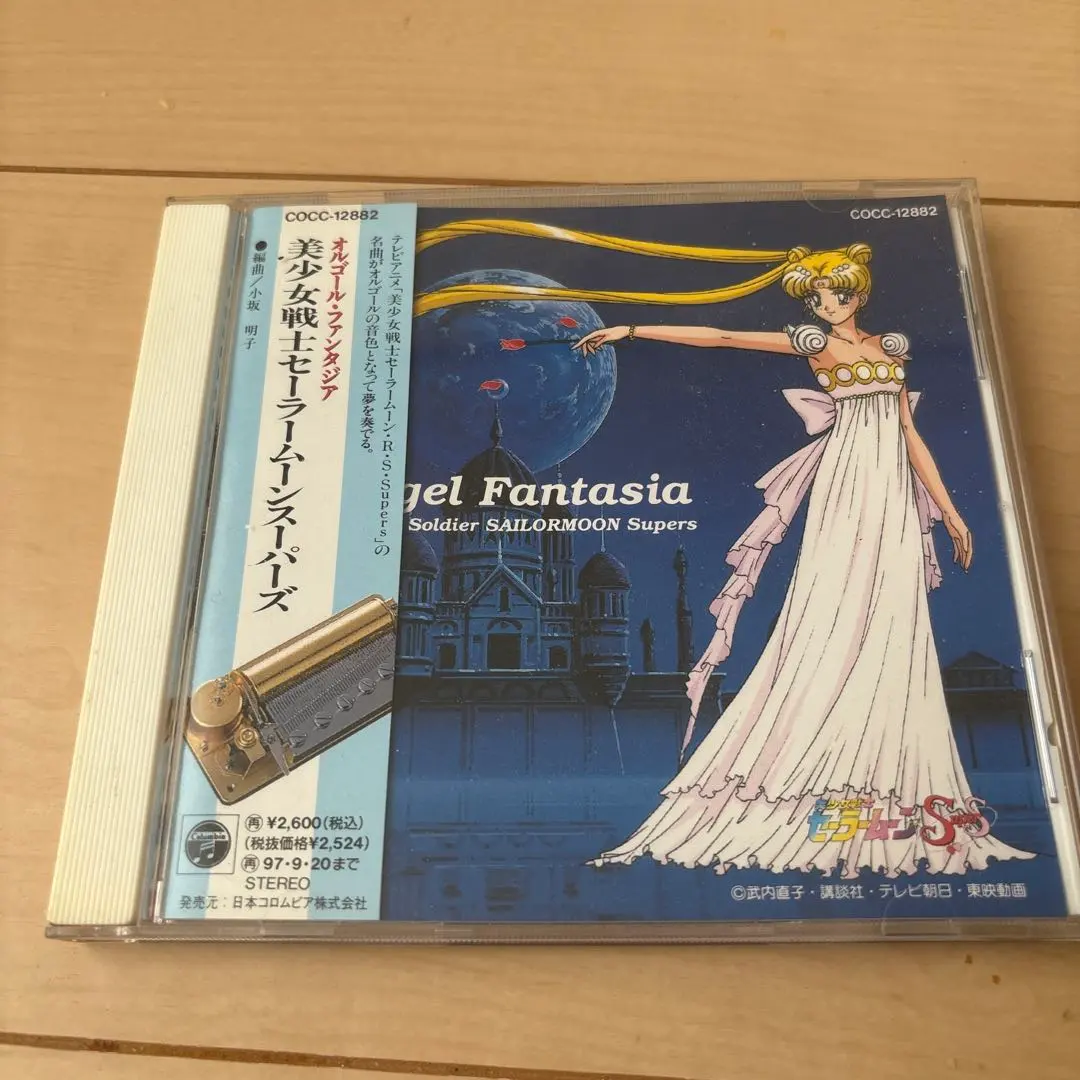 COCC-12882
テレビアニメ「美少女戦士セーラームーン・R・S・Supers」の
名曲がオルゴールの音色となって夢を奏でる。
オルゴール・ファンタジア
美少女戦士セーラームーンスーパーズ
●編曲/小坂 明子
Columbia
再 ¥2,600(税込)
(税抜価格¥2,524)
再 97・9・20まで
STEREO
発売元:日本コロムビア株式会社
COCC-12882
gel Fantasia
Soldier SAILORMOON Supers
美少女戦士
セーラームーン SuperS
©武内直子・講談社・テレビ朝日・東映動画